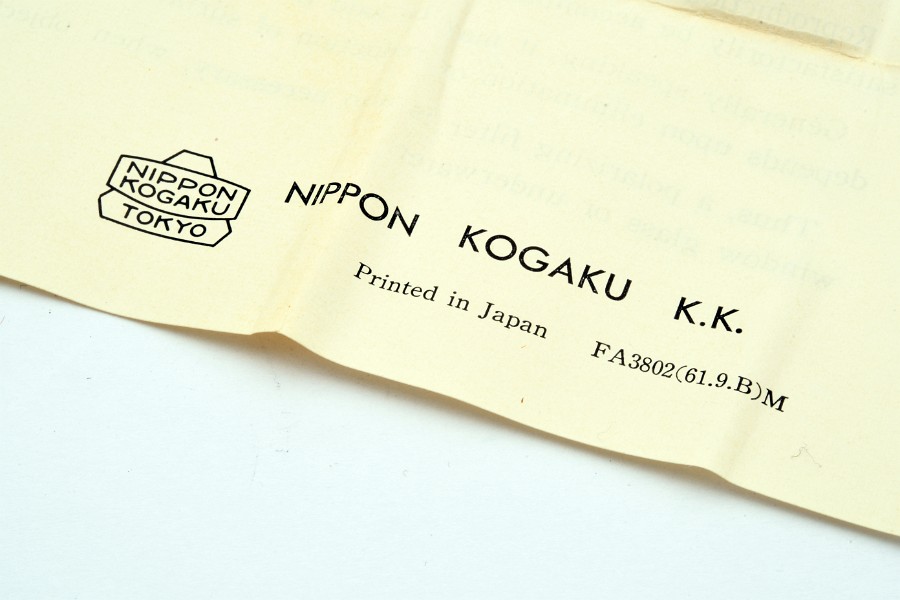 NIPPON
KOGAKU
TOKYO
NIPPON KOGAKU K.K.
Printed in Japan FA3802(61.9.B)M